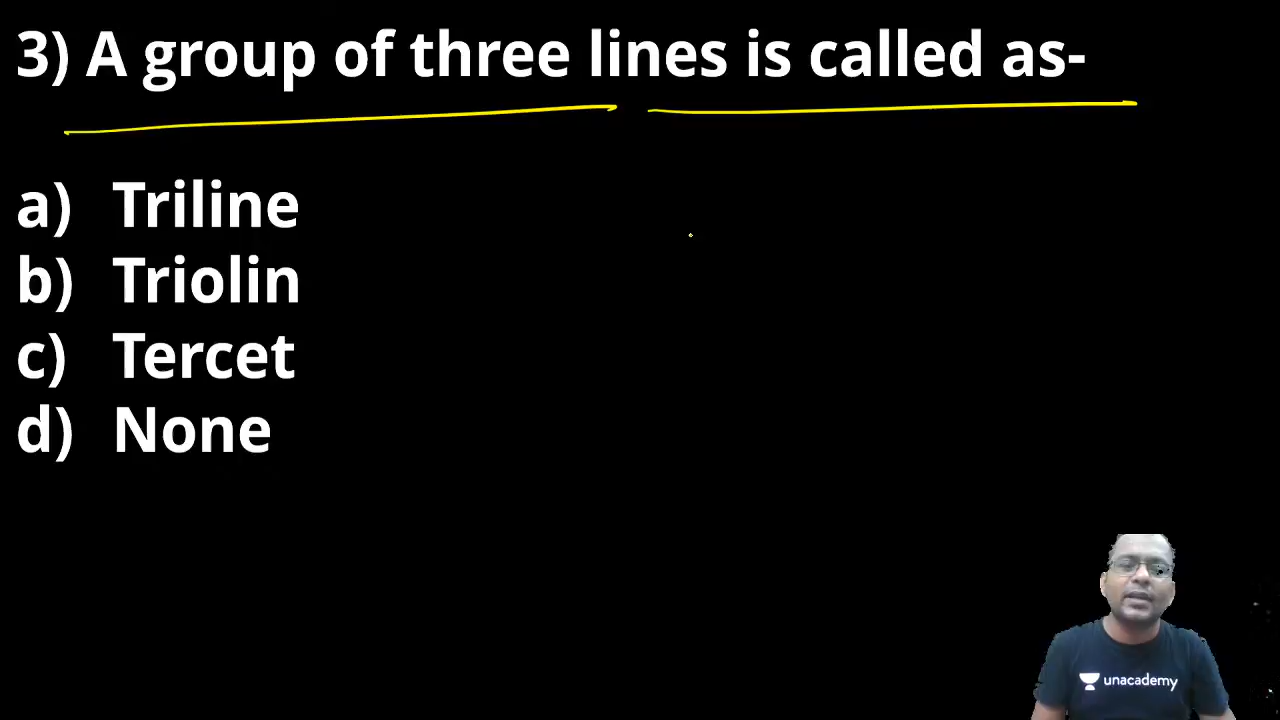 3) A group of three lines is called as-
a) Triline
b) Triolin
c) Tercet
d) None
unacademy